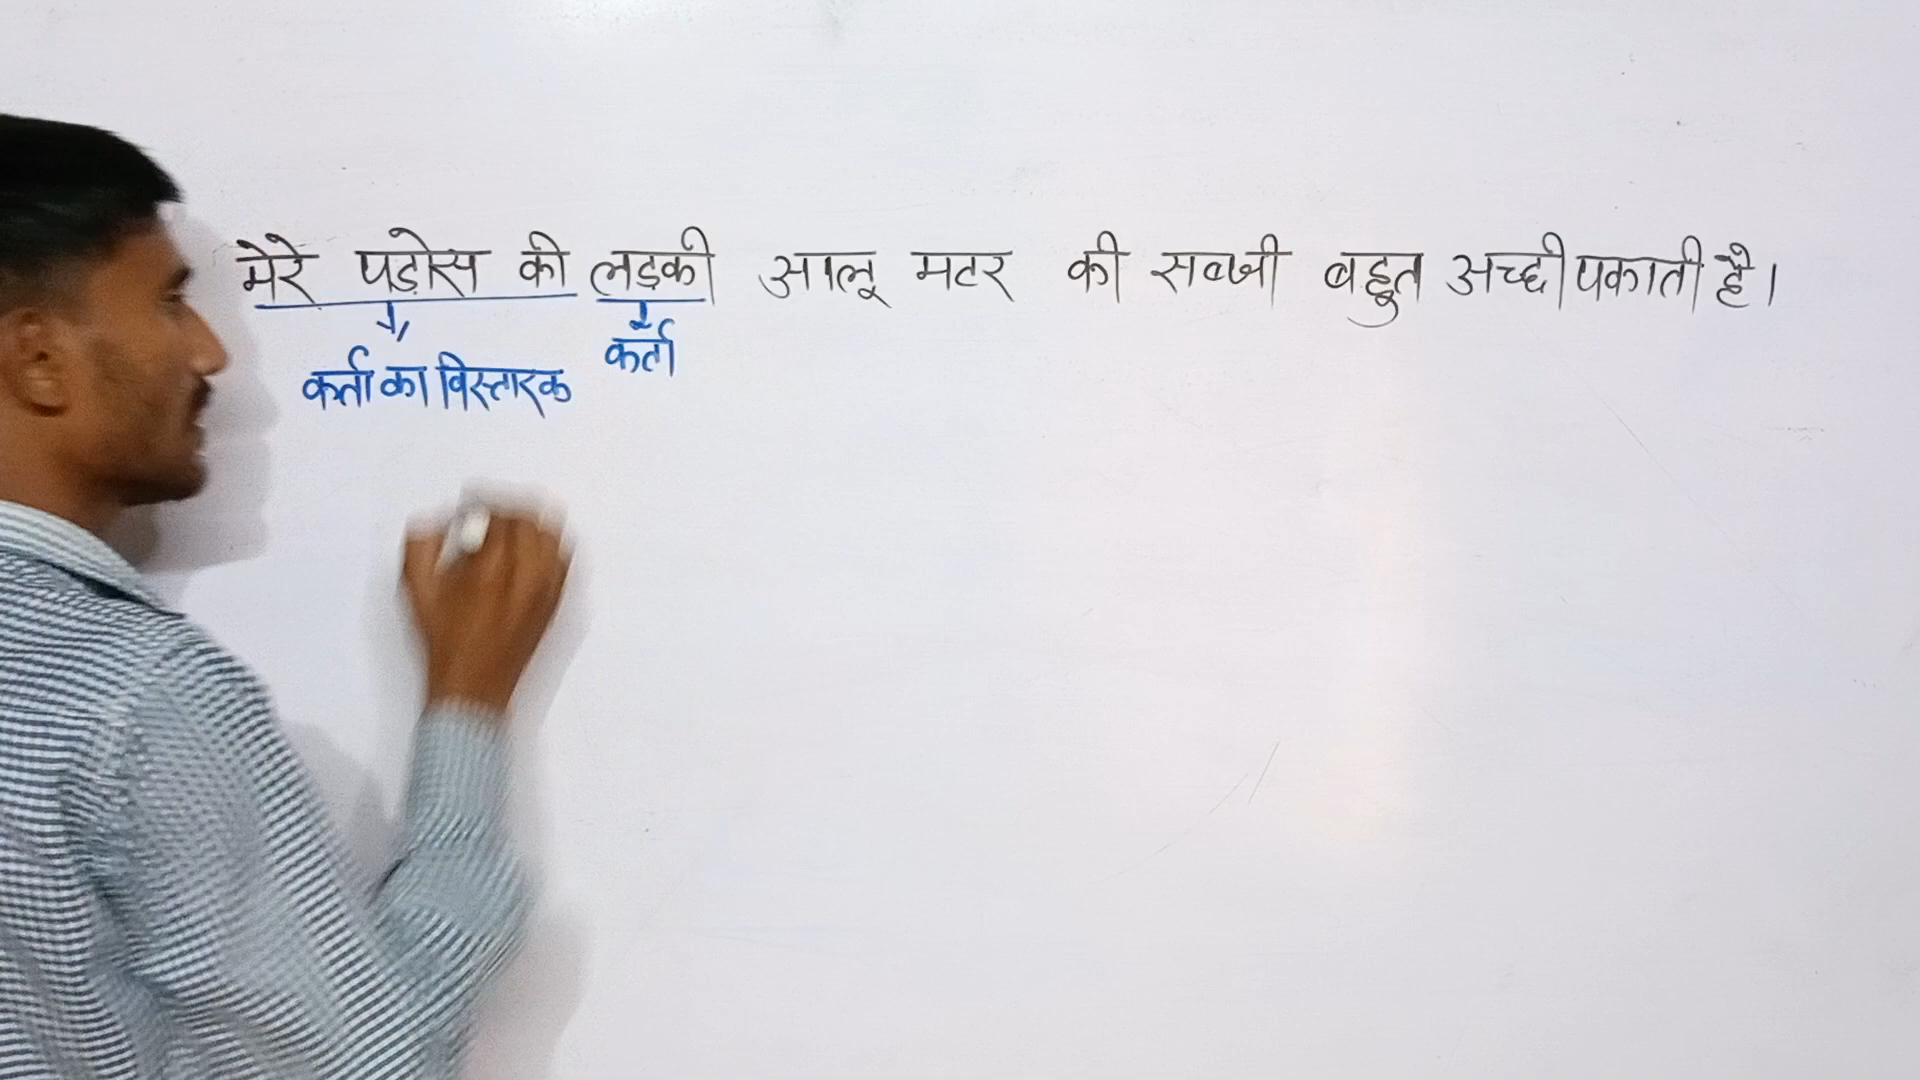 मेरे पड़ोस की लड़की आलू मटर की सब्जी बहुत अच्छी पकाती है।
कर्ता का विस्तारक
कर्ता